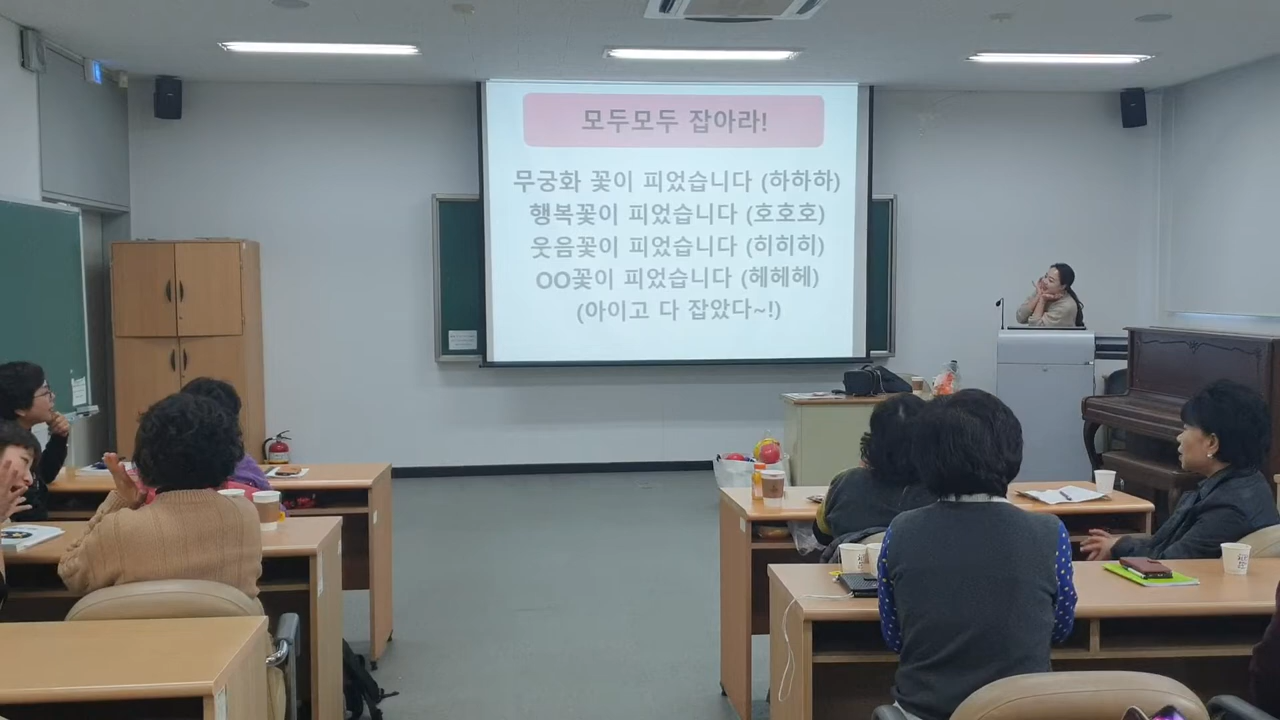 모두모두 잡아라!
무궁화 꽃이 피었습니다 (하하하)
행복꽃이 피었습니다 (호호호)
웃음꽃이 피었습니다 (히히히)
OO꽃이 피었습니다 (헤헤헤)
(아이고 다 잡았다~!)